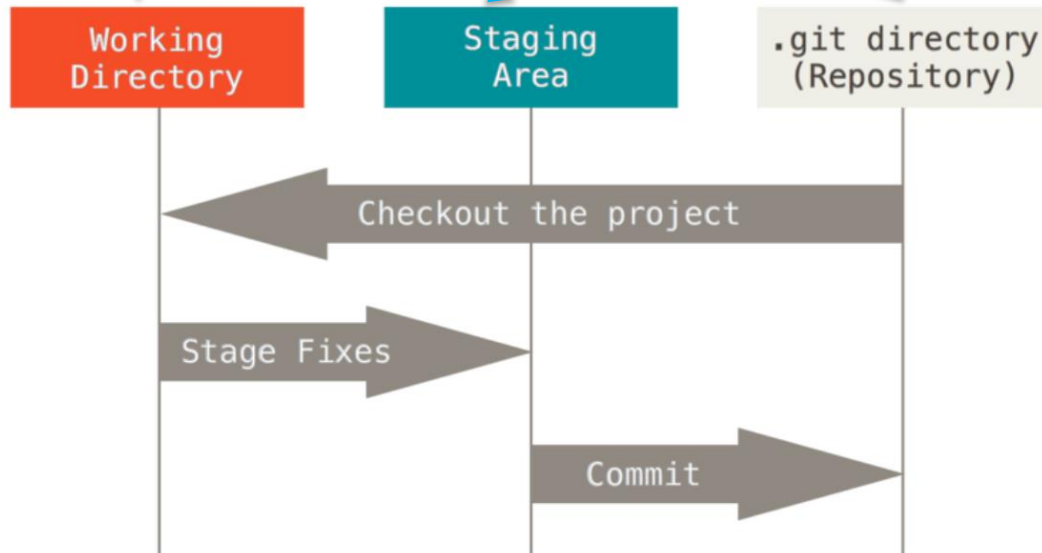 Working
Directory
Staging
Area
.git directory
(Repository)
Checkout the project
Stage Fixes
Commit